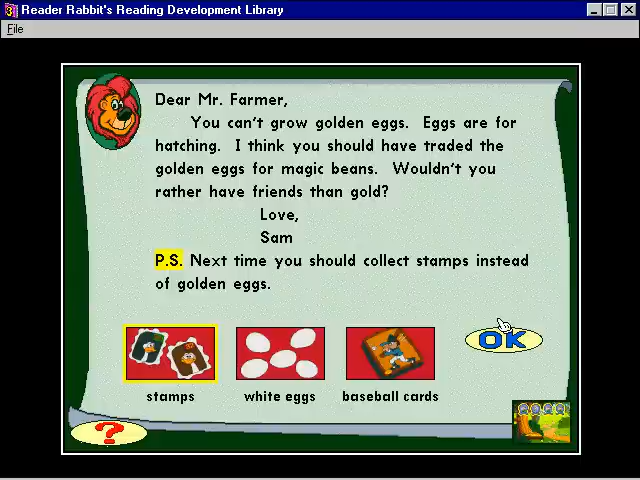 Reader Rabbit's Reading Development Library
File
Dear Mr. Farmer,
You can't grow golden eggs. Eggs are for
hatching. I think you should have traded the
golden eggs for magic beans. Wouldn't you
rather have friends than gold?
Love,
Sam
P.S. Next time you should collect stamps instead
of golden eggs.
OK
stamps white eggs baseball cards
?